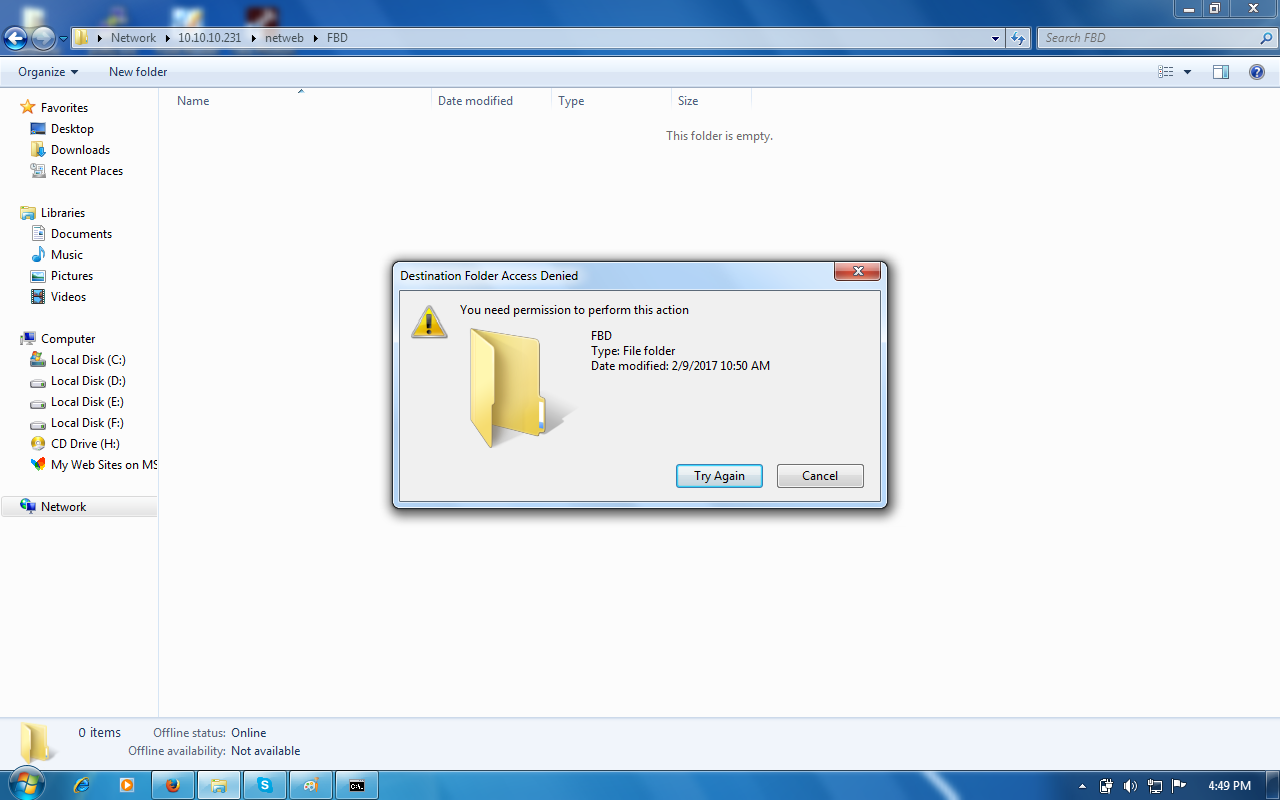 Network 10.10.10.231 netweb FBD
Search FBD
Organize New folder
Name Date modified Type Size
This folder is empty.
Favorites
Desktop
Downloads
Recent Places
Libraries
Documents
Music
Pictures
Videos
Computer
Local Disk (C:)
Local Disk (D:)
Local Disk (E:)
Local Disk (F:)
CD Drive (H:)
My Web Sites on MS
Network
Destination Folder Access Denied
You need permission to perform this action
FBD
Type: File folder
Date modified: 2/9/2017 10:50 AM
Try Again Cancel
0 items Offline status: Online
Offline availability: Not available
4:49 PM